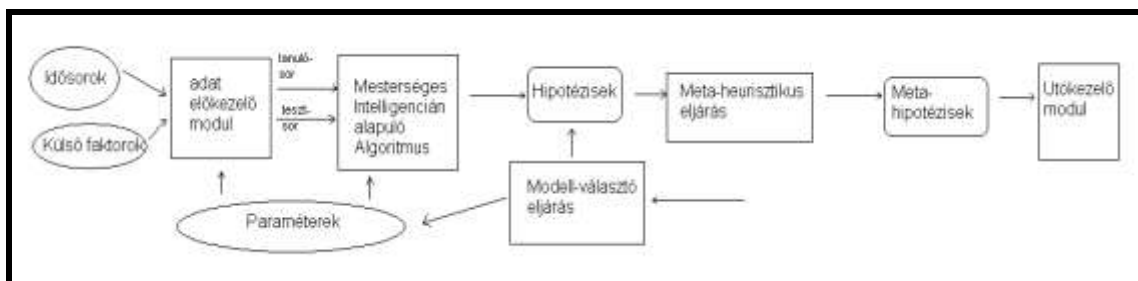 Idősorok
Külső faktorok
adat
előkezelő
modul
tanuló-
sor
teszt-
sor
Mesterséges
Intelligencián
alapuló
Algoritmus
Hipotézisek
Meta-heurisztikus
eljárás
Meta-
hipotézisek
Utókezelő
modul
Paraméterek
Modell-választó
eljárás